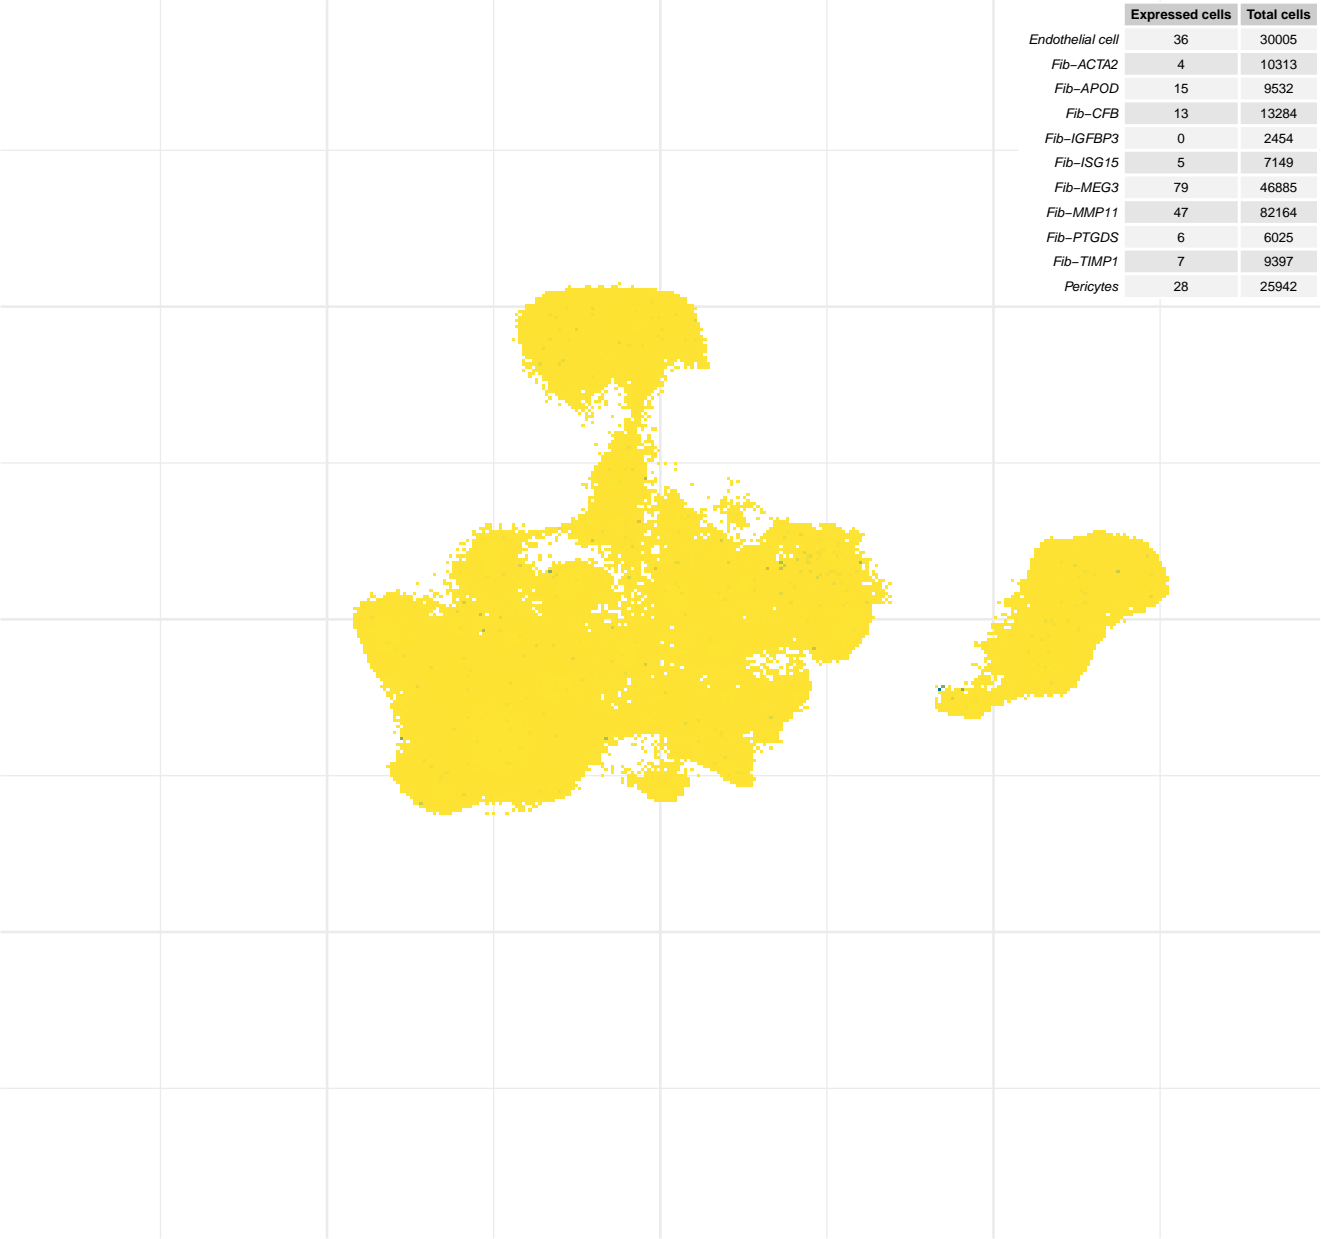 Expressed cells Total cells
Endothelial cell 36 30005
Fib−ACTA2 4 10313
Fib−APOD 15 9532
Fib−CFB 13 13284
Fib−IGFBP3 0 2454
Fib−ISG15 5 7149
Fib−MEG3 79 46885
Fib−MMP11 47 82164
Fib−PTGDS 6 6025
Fib−TIMP1 7 9397
Pericytes 28 25942